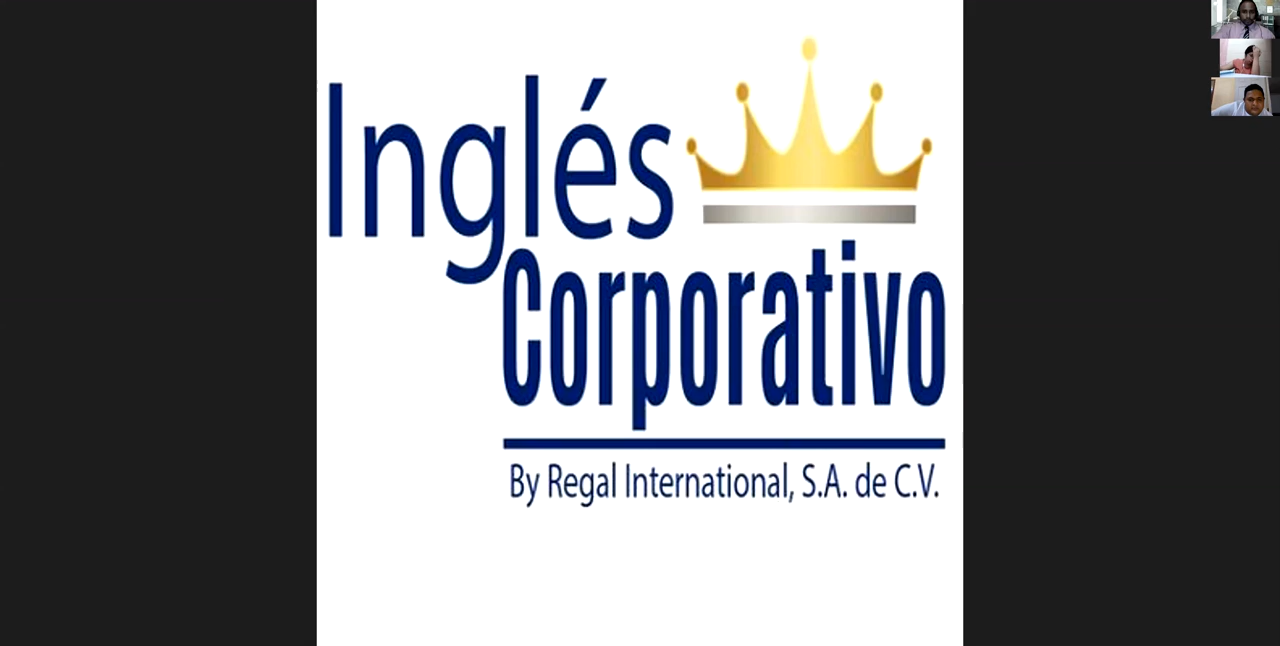 Inglés
Corporativo
By Regal International, S.A. de C.V.